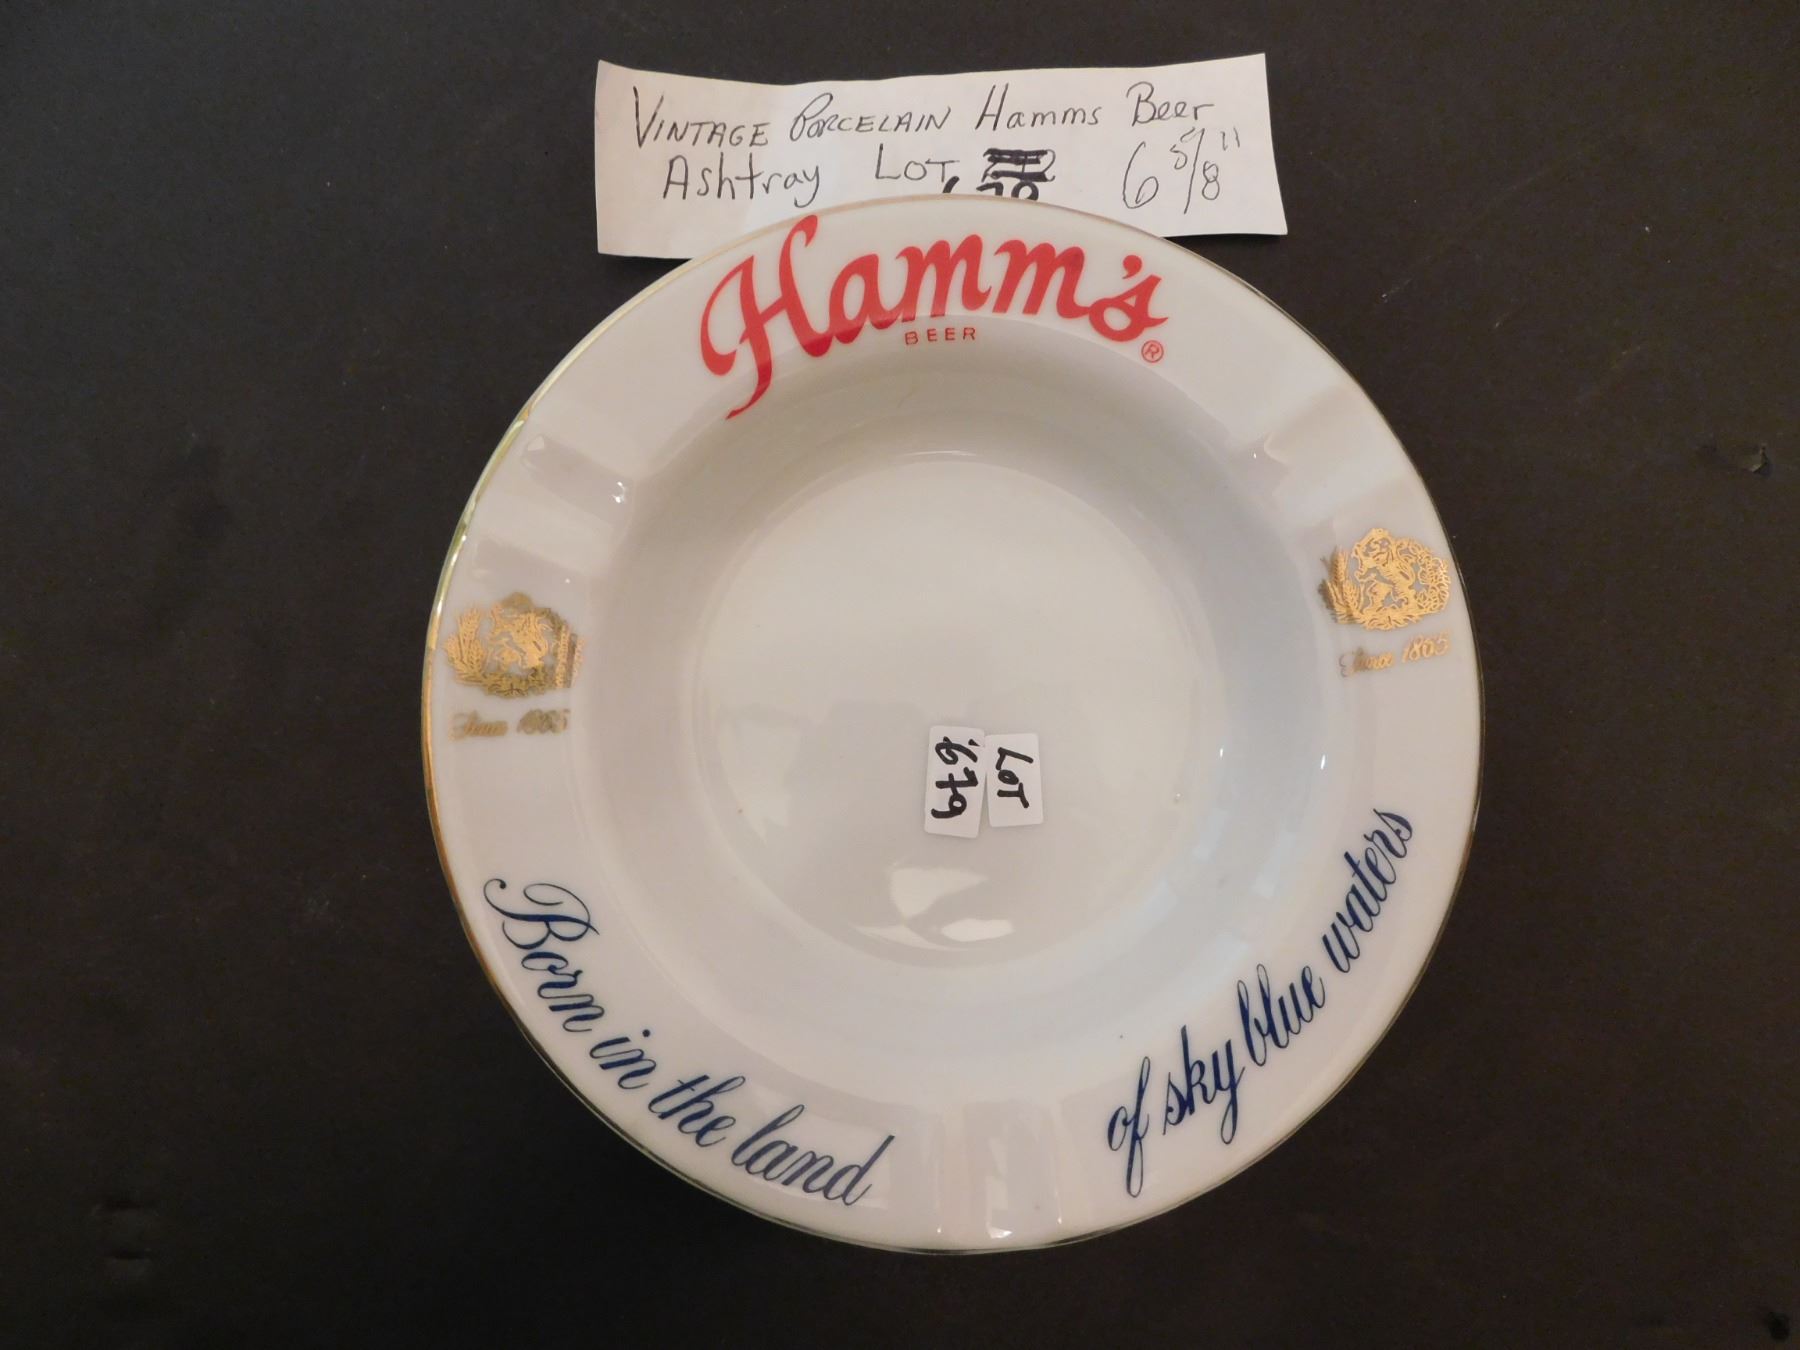 VINTAGE PORCELAIN Hamms Beer
Ashtray LOT 6 5/8"
Hamm's
BEER ®
Since 1865
Since 1865
LOT
679
Born in the land
of sky blue waters